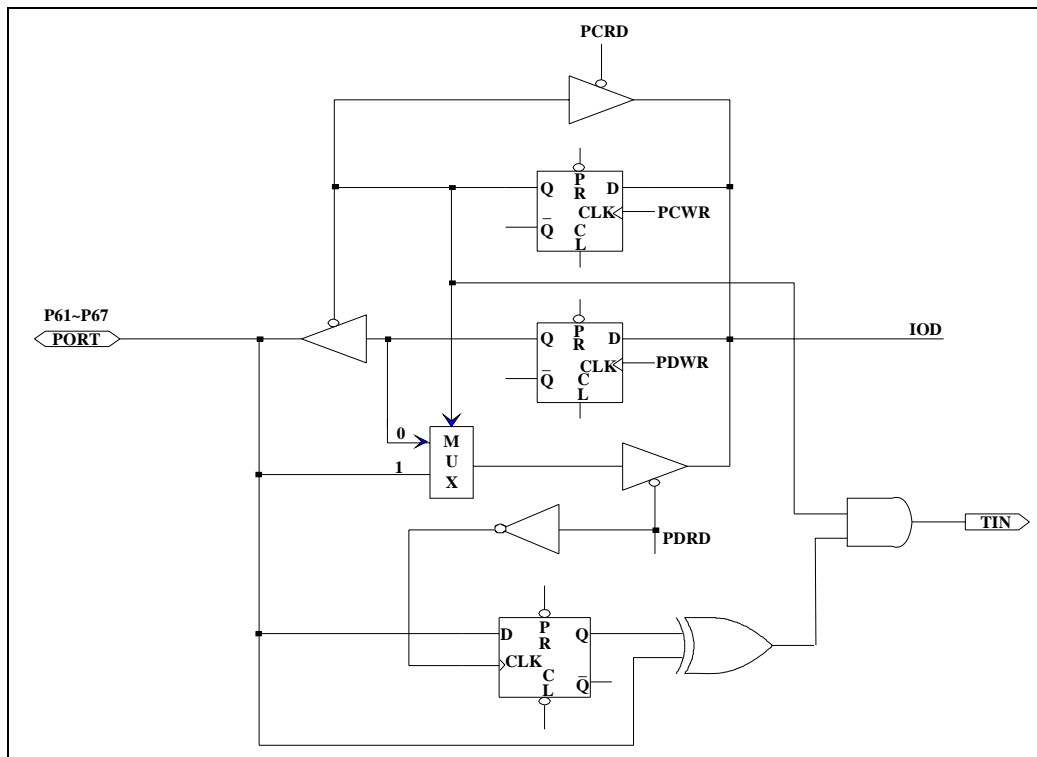 PCRD
Q
P
R
D
CLK
PCWR
Q̅
C
L
P61~P67
PORT
Q
P
R
D
IOD
CLK
PDWR
Q̅
C
L
0
M
U
X
1
PDRD
TIN
D
P
R
Q
CLK
C
L
Q̅